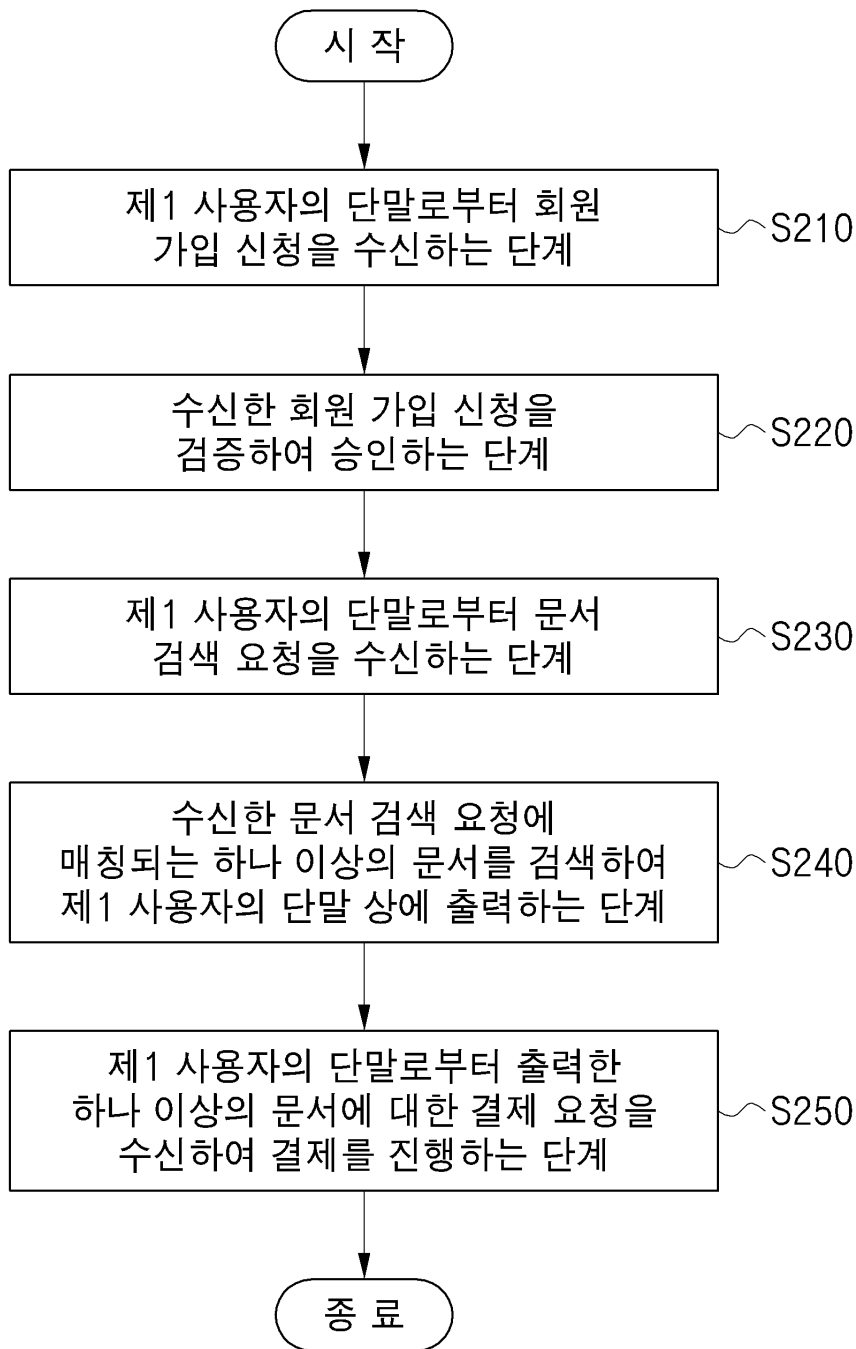 시 작
제1 사용자의 단말로부터 회원
가입 신청을 수신하는 단계
S210
수신한 회원 가입 신청을
검증하여 승인하는 단계
S220
제1 사용자의 단말로부터 문서
검색 요청을 수신하는 단계
S230
수신한 문서 검색 요청에
매칭되는 하나 이상의 문서를 검색하여
제1 사용자의 단말 상에 출력하는 단계
S240
제1 사용자의 단말로부터 출력한
하나 이상의 문서에 대한 결제 요청을
수신하여 결제를 진행하는 단계
S250
종 료